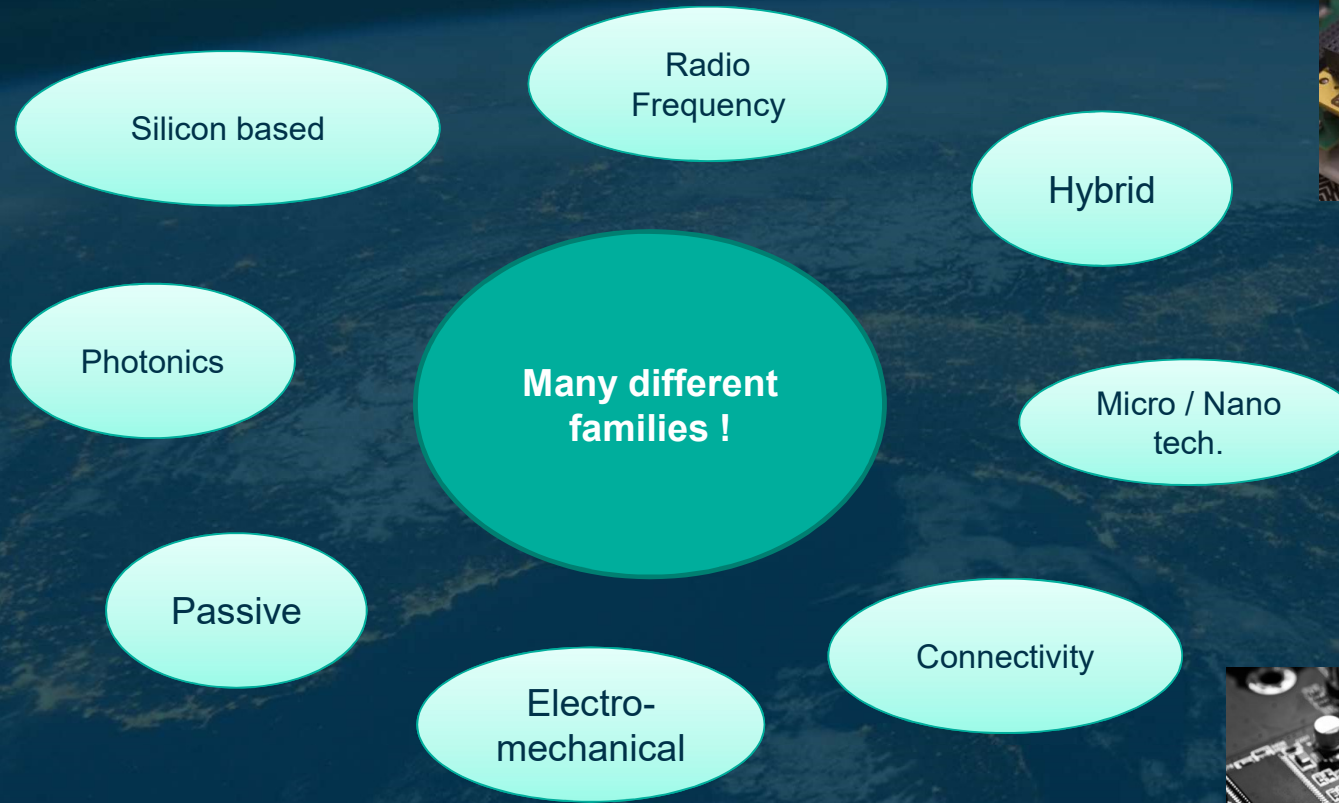 Radio
Frequency
Silicon based
Hybrid
Many different
families !
Photonics
Micro / Nano
tech.
Passive
Connectivity
Electro-
mechanical